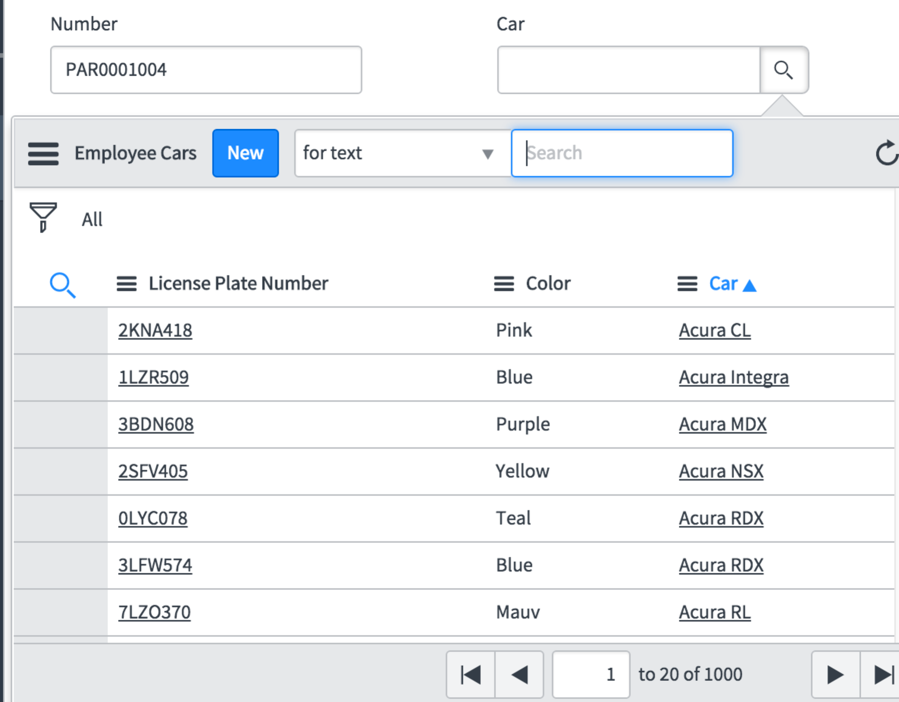 Number Car
PAR0001004
Employee Cars New for text Search
All
License Plate Number Color Car
2KNA418 Pink Acura CL
1LZR509 Blue Acura Integra
3BDN608 Purple Acura MDX
2SFV405 Yellow Acura NSX
0LYC078 Teal Acura RDX
3LFW574 Blue Acura RDX
7LZO370 Mauv Acura RL
1 to 20 of 1000